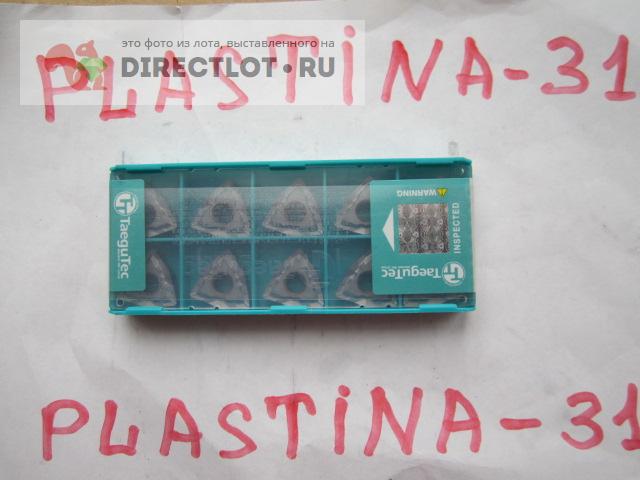 это фото из лота, выставленного на
DIRECTLOT.RU
PLASTiNA-31
TaeguTec
WARNING
INSPECTED
TaeguTec
PLASTiNA-31